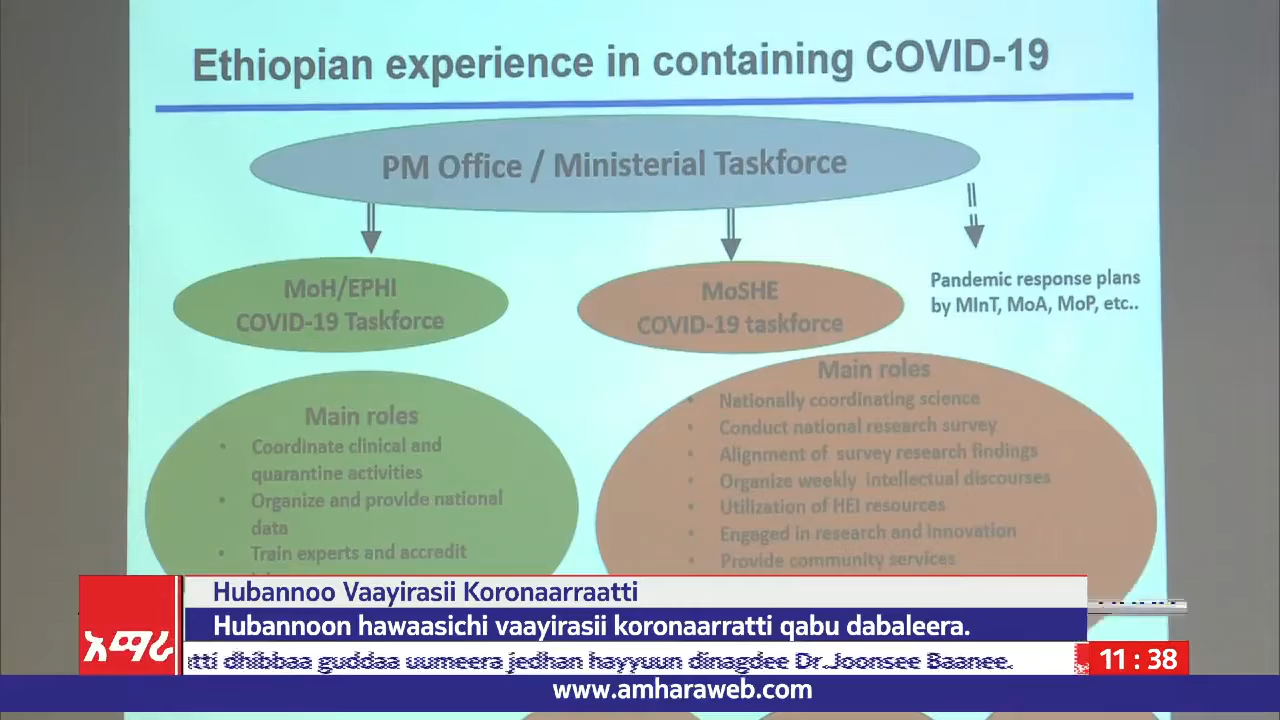 Ethiopian experience in containing COVID-19
PM Office / Ministerial Taskforce
MoH/EPHI
COVID-19 Taskforce
MoSHE
COVID-19 taskforce
Pandemic response plans
by MInT, MoA, MoP, etc..
Main roles
• Coordinate clinical and
quarantine activities
• Organize and provide national
data
• Train experts and accredit
Main roles
• Nationally coordinating science
• Conduct national research survey
• Alignment of survey research findings
• Organize weekly intellectual discourses
• Utilization of HEI resources
• Engaged in research and innovation
• Provide community services
Hubannoo Vaayirasii Koronaarraatti
Hubannoon hawaasichi vaayirasii koronaarratti qabu dabaleera.
አማራ
dhibbaa gudaaa jedhan hayyuun dinagdee Dr.Joonsee Baanee.
11 : 38
www.amharaweb.com